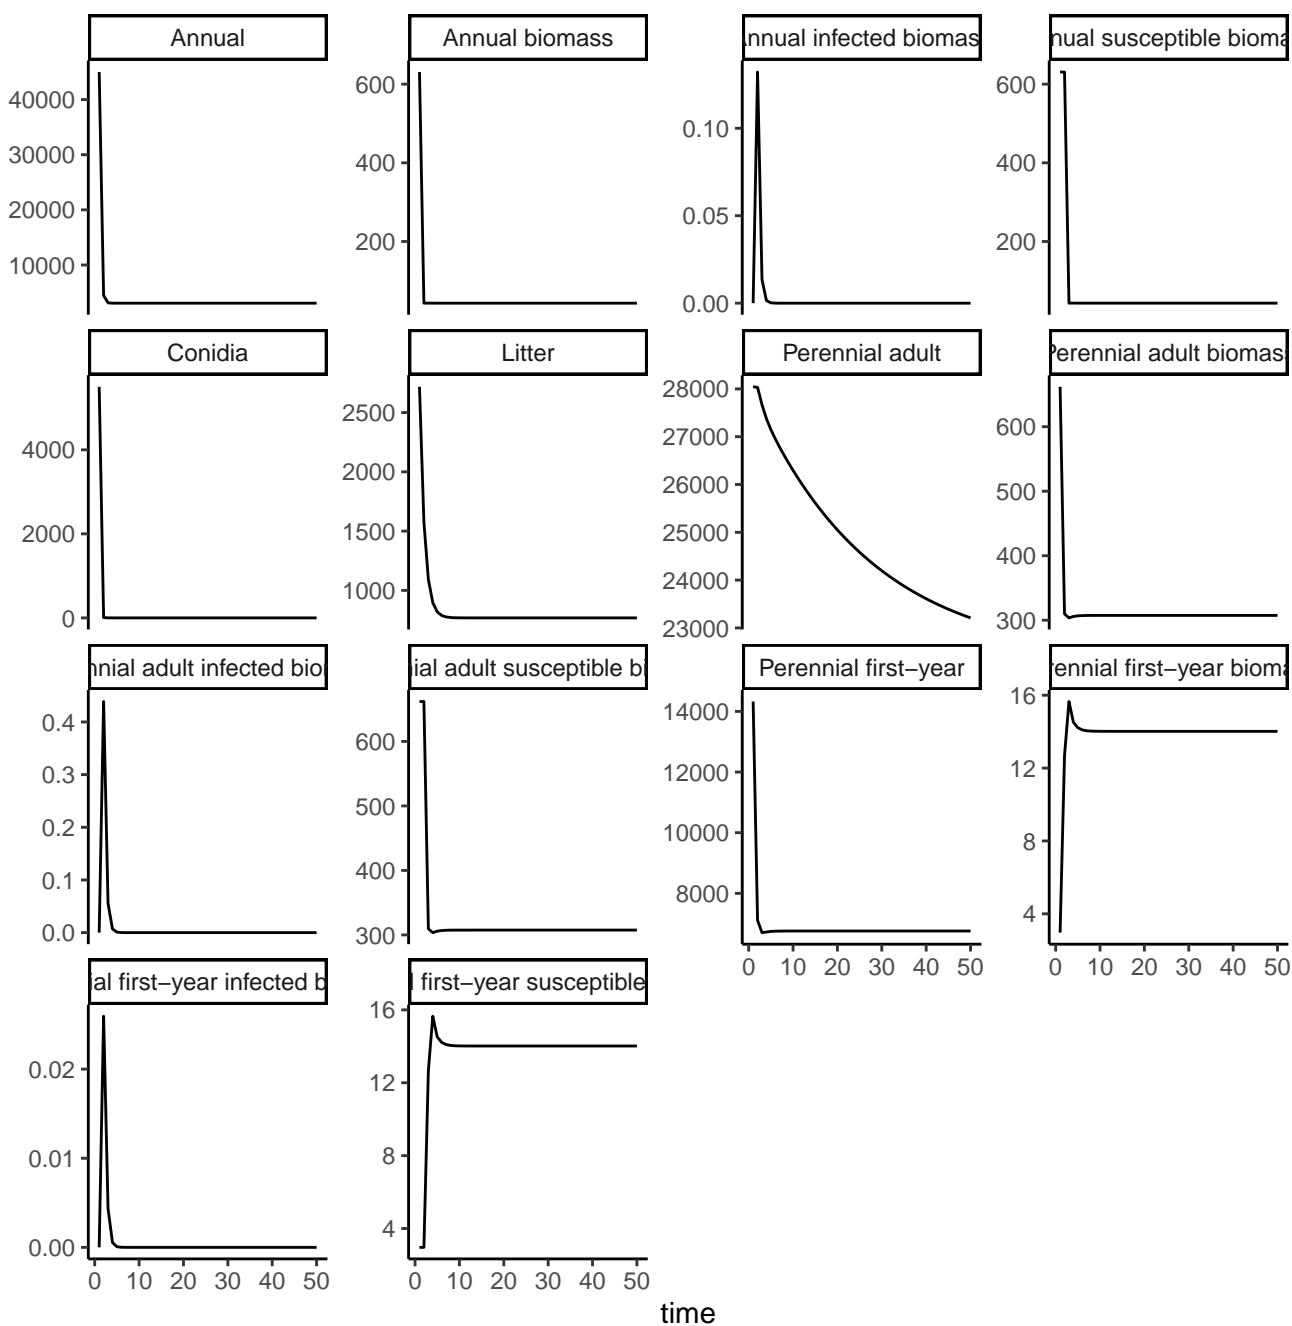 Annual
Annual biomass
nnual infected biomas
nual susceptible bioma
40000
30000
20000
10000
600
400
200
0.10
0.05
0.00
600
400
200
Conidia
Litter
Perennial adult
Perennial adult biomas
4000
2000
0
2500
2000
1500
1000
28000
27000
26000
25000
24000
23000
600
500
400
300
nnial adult infected bio
ial adult susceptible bi
Perennial first−year
rennial first−year bioma
0.4
0.3
0.2
0.1
0.0
600
500
400
300
14000
12000
10000
8000
16
12
8
4
0 10 20 30 40 50
0 10 20 30 40 50
ial first−year infected b
l first−year susceptible
0.02
0.01
0.00
16
12
8
4
0 10 20 30 40 50
0 10 20 30 40 50
time